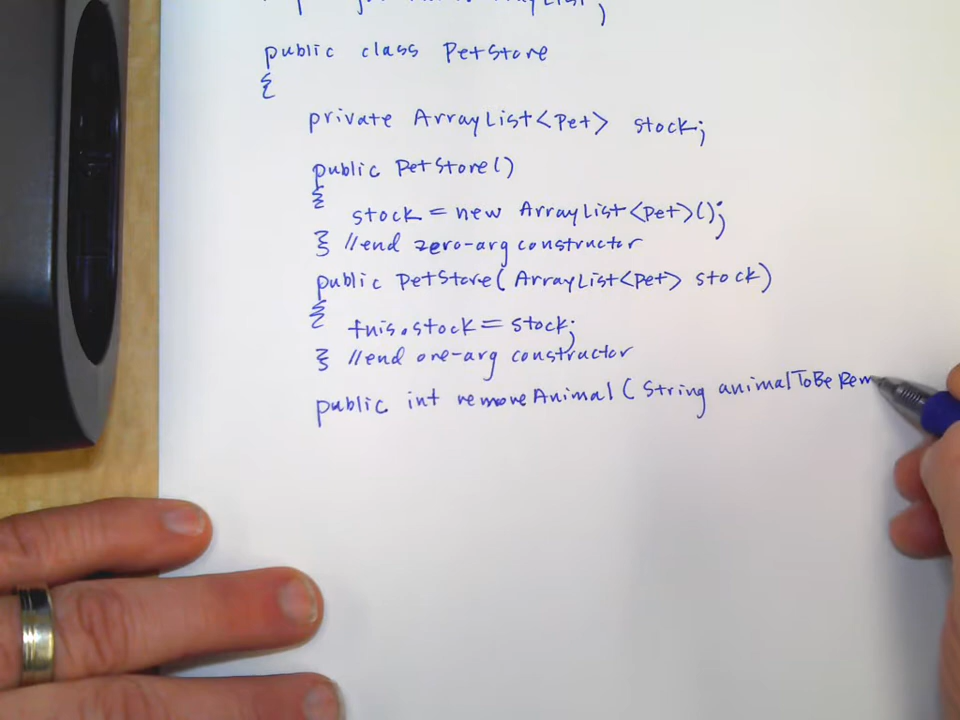 public class PetStore
{
private ArrayList<Pet> stock;
public PetStore()
{
stock = new ArrayList<Pet>();
} //end zero-arg constructor
public PetStore(ArrayList<Pet> stock)
{
this.stock = stock;
} //end one-arg constructor
public int removeAnimal(String animalToBeRem